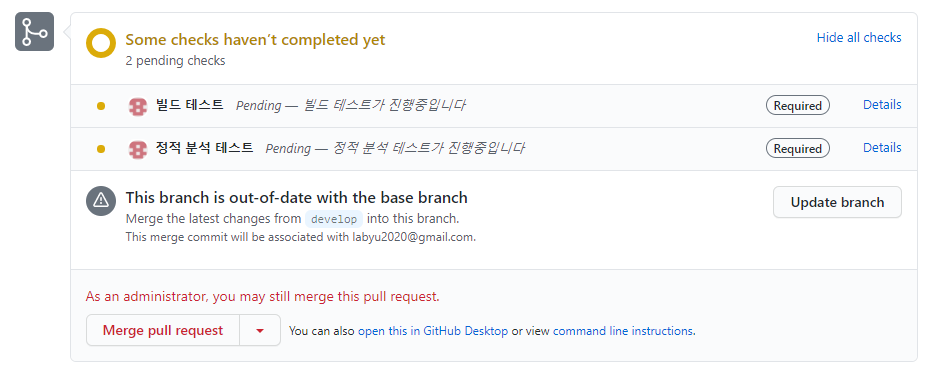 Some checks haven't completed yet
Hide all checks
2 pending checks
빌드 테스트 Pending — 빌드 테스트가 진행중입니다 Required Details
정적 분석 테스트 Pending — 정적 분석 테스트가 진행중입니다 Required Details
This branch is out-of-date with the base branch
Update branch
Merge the latest changes from develop into this branch.
This merge commit will be associated with labyu2020@gmail.com.
As an administrator, you may still merge this pull request.
Merge pull request You can also open this in GitHub Desktop or view command line instructions.